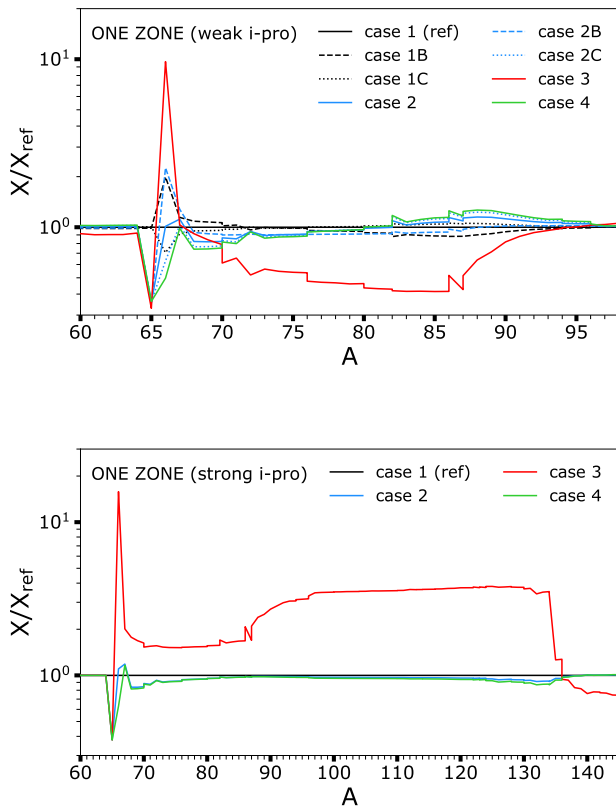 ONE ZONE (weak i-pro)
case 1 (ref)
case 1B
case 1C
case 2
case 2B
case 2C
case 3
case 4
X/X_ref
10^1
10^0
60 65 70 75 80 85 90 95
A
ONE ZONE (strong i-pro)
case 1 (ref)
case 2
case 3
case 4
X/X_ref
10^1
10^0
60 70 80 90 100 110 120 130 140
A